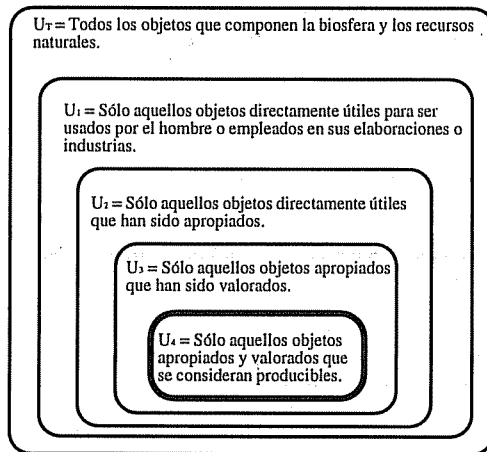 Uт = Todos los objetos que componen la biosfera y los recursos
naturales.
U₁ = Sólo aquellos objetos directamente útiles para ser
usados por el hombre o empleados en sus elaboraciones o
industrias.
U₂ = Sólo aquellos objetos directamente útiles
que han sido apropiados.
U₃ = Sólo aquellos objetos apropiados
que han sido valorados.
U₄ = Sólo aquellos objetos
apropiados y valorados que
se consideran producibles.